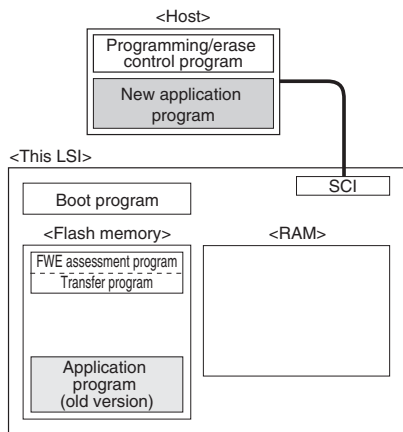 <Host>
Programming/erase
control program
New application
program
<This LSI>
SCI
Boot program
<Flash memory>
<RAM>
FWE assessment program
Transfer program
Application
program
(old version)